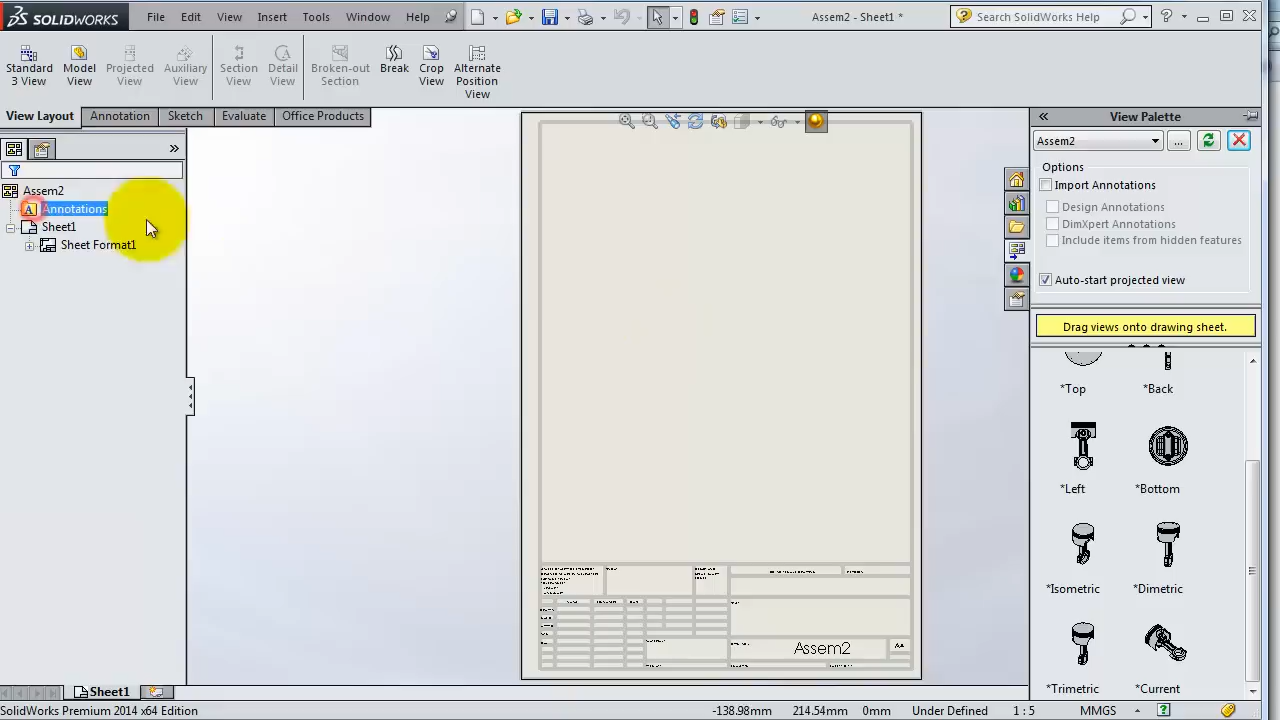 SOLIDWORKS File Edit View Insert Tools Window Help Assem2 - Sheet1 * Search SolidWorks Help
Standard 3 View
Model View
Projected View
Auxiliary View
Section View
Detail View
Broken-out Section
Break
Crop View
Alternate Position View
View Layout Annotation Sketch Evaluate Office Products
View Palette
Assem2
...
Options
Import Annotations
Design Annotations
DimXpert Annotations
Include items from hidden features
Auto-start projected view
Drag views onto drawing sheet.
*Top *Back
*Left *Bottom
*Isometric *Dimetric
*Trimetric *Current
Assem2
Annotations
Sheet1
Sheet Format1
Assem2
Sheet1
SolidWorks Premium 2014 x64 Edition -138.98mm 214.54mm 0mm Under Defined 1 : 5 MMGS